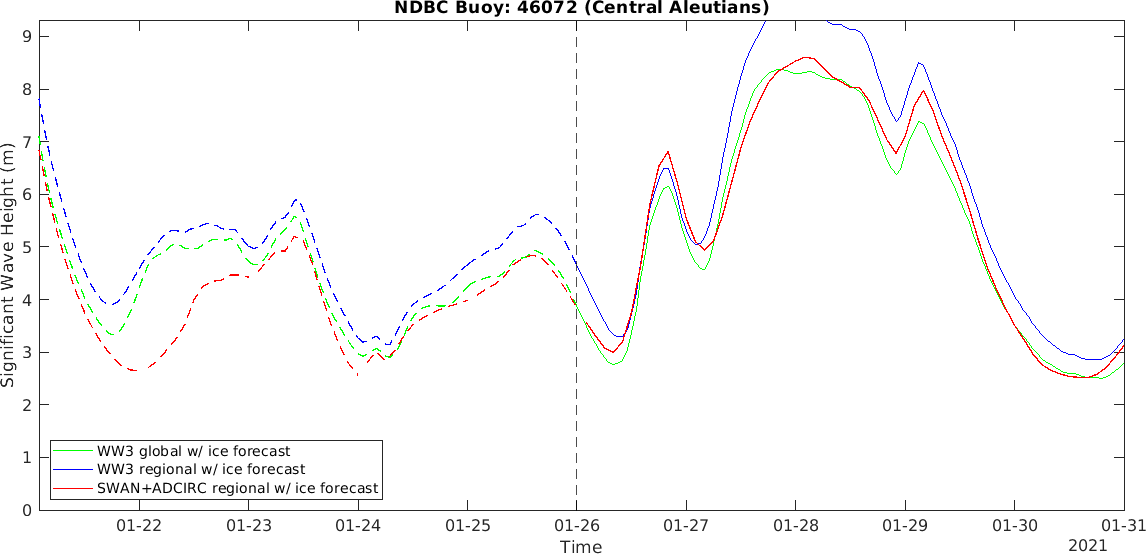 NDBC Buoy: 46072 (Central Aleutians)
Significant Wave Height (m)
9
8
7
6
5
4
3
2
1
0
WW3 global w/ ice forecast
WW3 regional w/ ice forecast
SWAN+ADCIRC regional w/ ice forecast
01-22 01-23 01-24 01-25 01-26 01-27 01-28 01-29 01-30 01-31
Time
2021